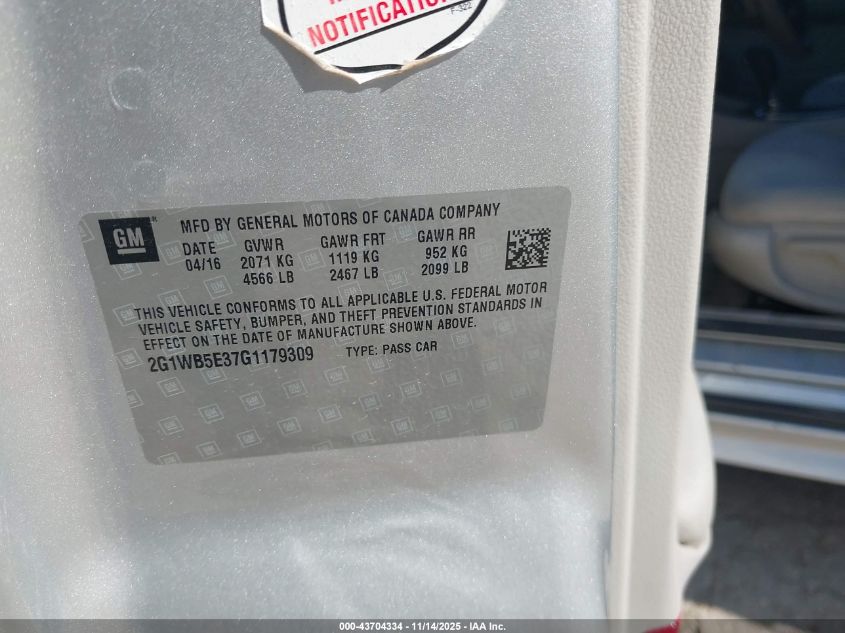 NOTIFICATION
F-322
GM
MFD BY GENERAL MOTORS OF CANADA COMPANY
DATE GVWR GAWR FRT GAWR RR
04/16 2071 KG 1119 KG 952 KG
4566 LB 2467 LB 2099 LB
THIS VEHICLE CONFORMS TO ALL APPLICABLE U.S. FEDERAL MOTOR
VEHICLE SAFETY, BUMPER, AND THEFT PREVENTION STANDARDS IN
EFFECT ON THE DATE OF MANUFACTURE SHOWN ABOVE.
2G1WB5E37G1179309 TYPE: PASS CAR
000-43704334 - 11/14/2025 - IAA Inc.